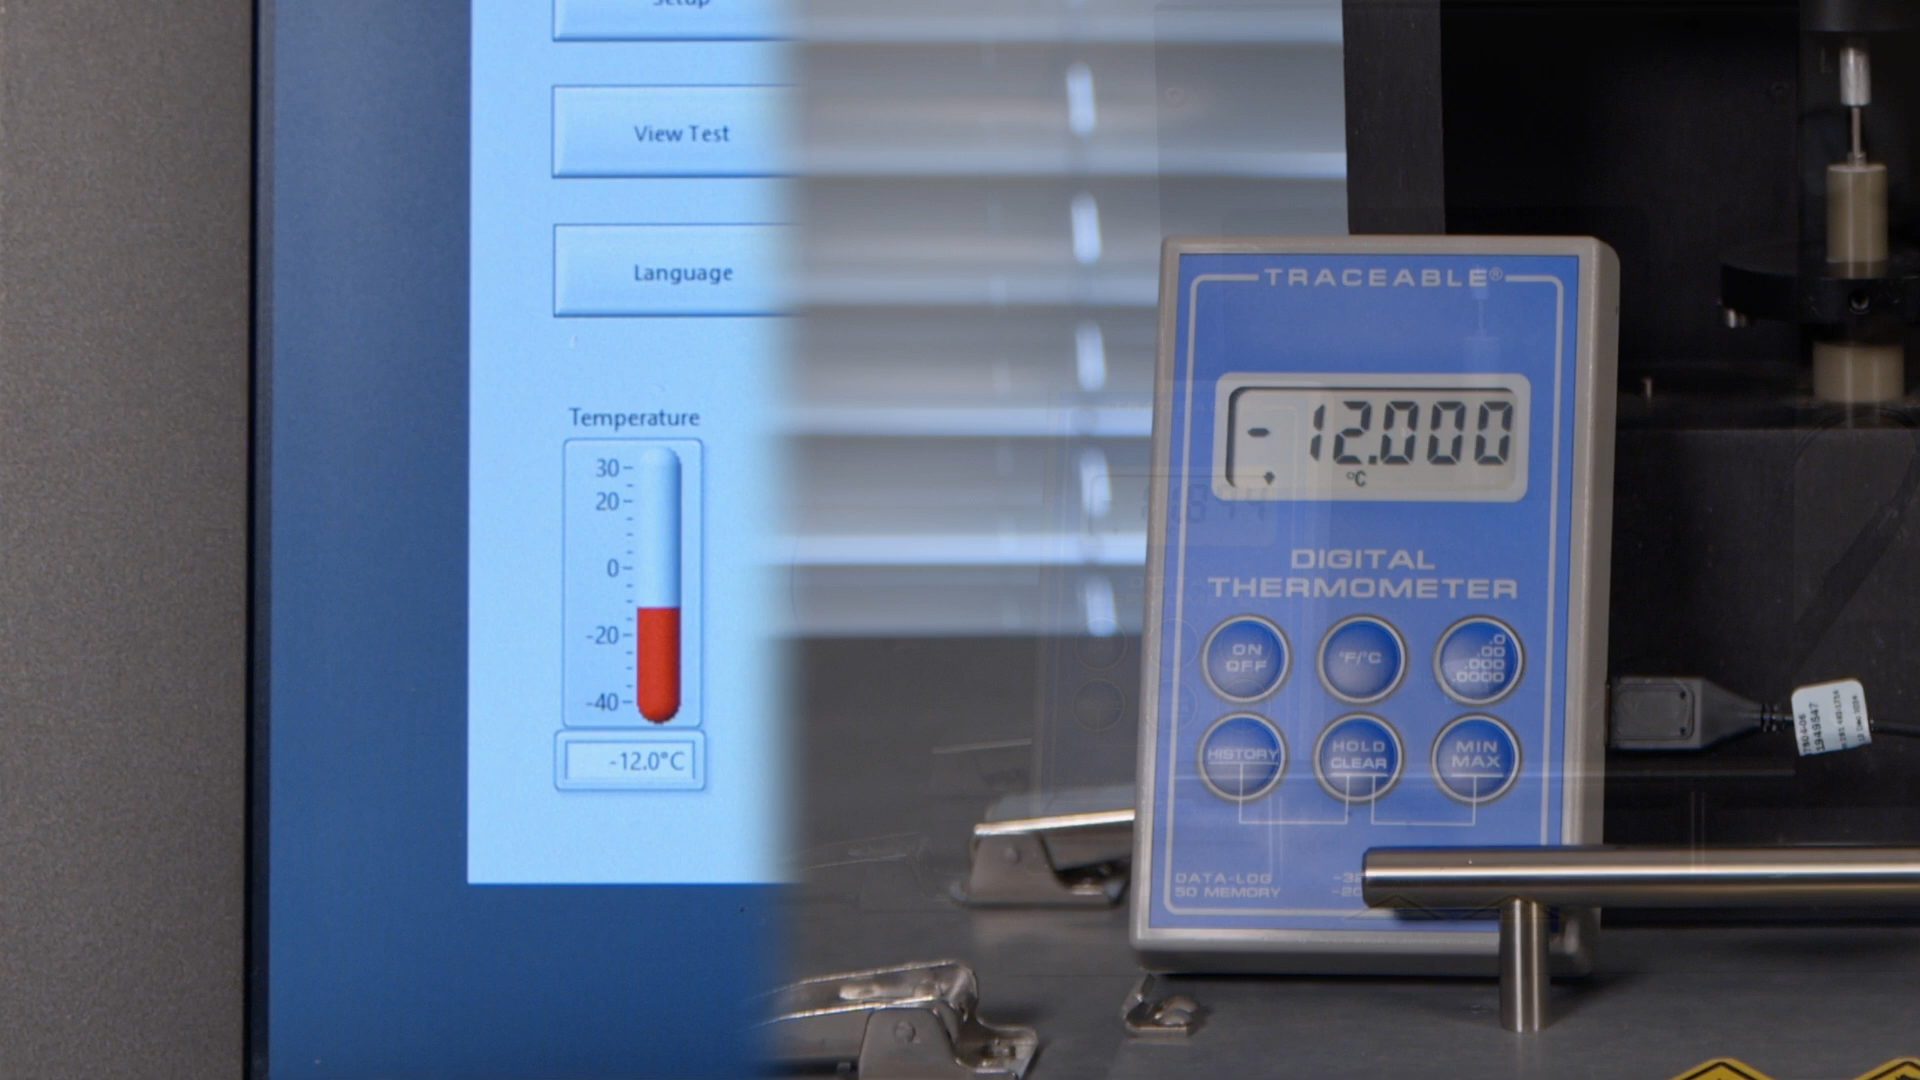 Setup
View Test
Language
Temperature
30
20
0
-20
-40
-12.0°C
TRACEABLE®
- 12.000
°C
DIGITAL
THERMOMETER
ON
OFF
°F/°C
.0
.00
.000
.0000
HISTORY
HOLD
CLEAR
MIN
MAX
DATA-LOG
50 MEMORY